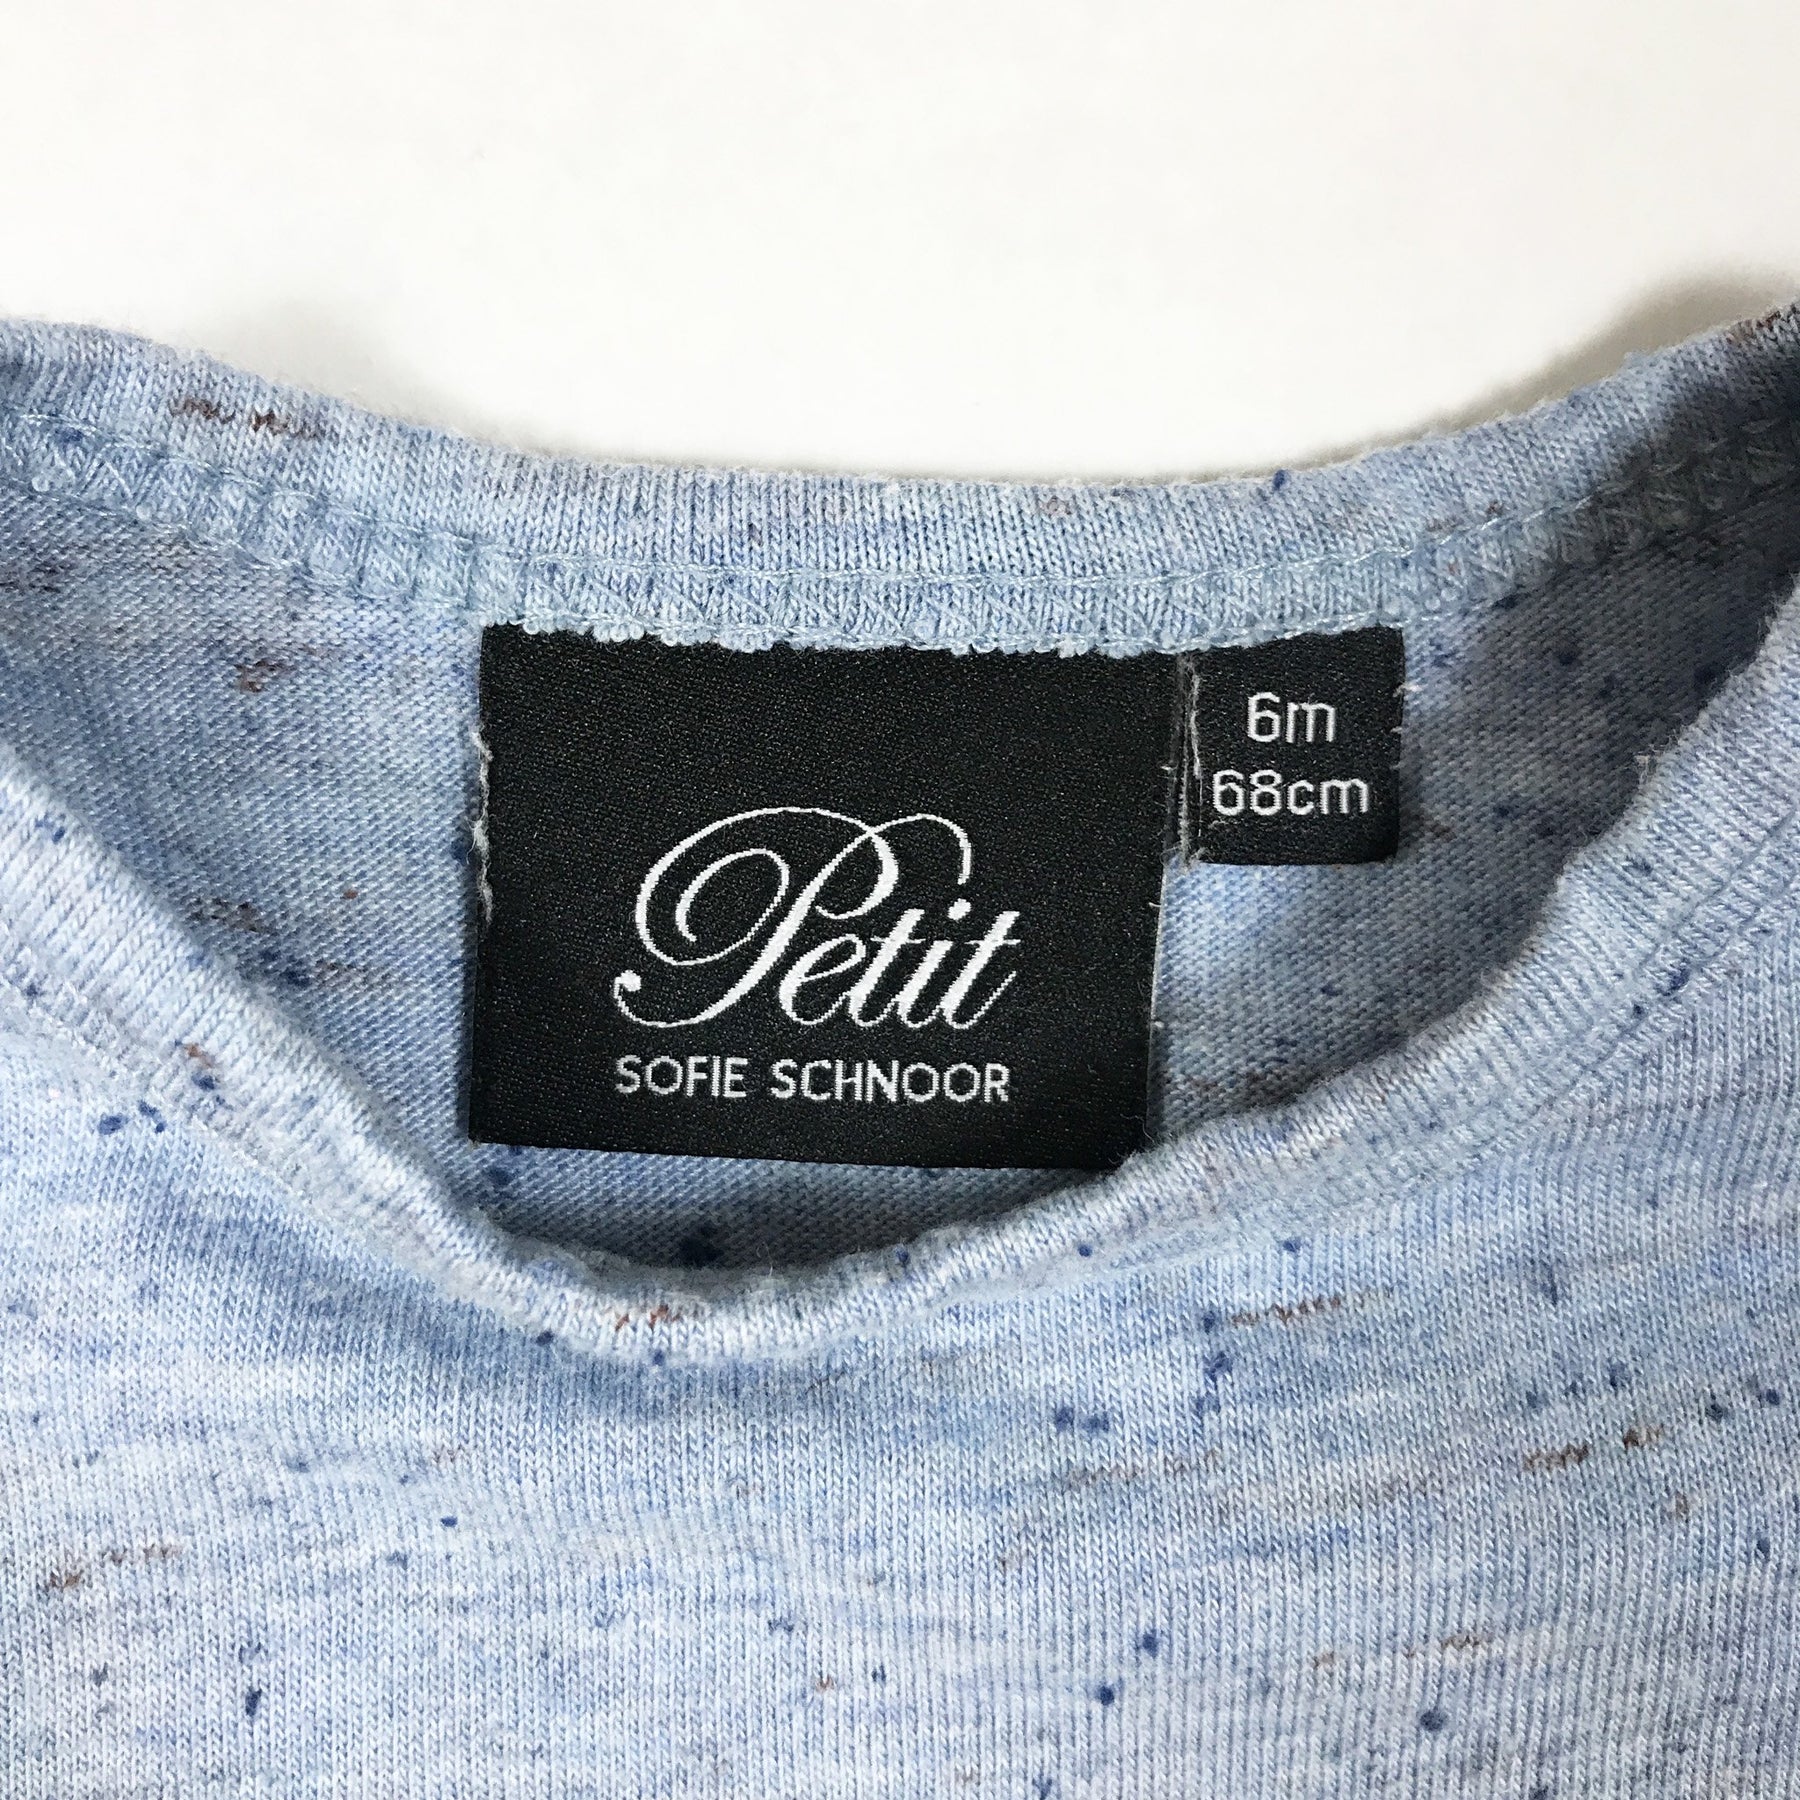 Petit
SOFIE SCHNOOR
6m
68cm